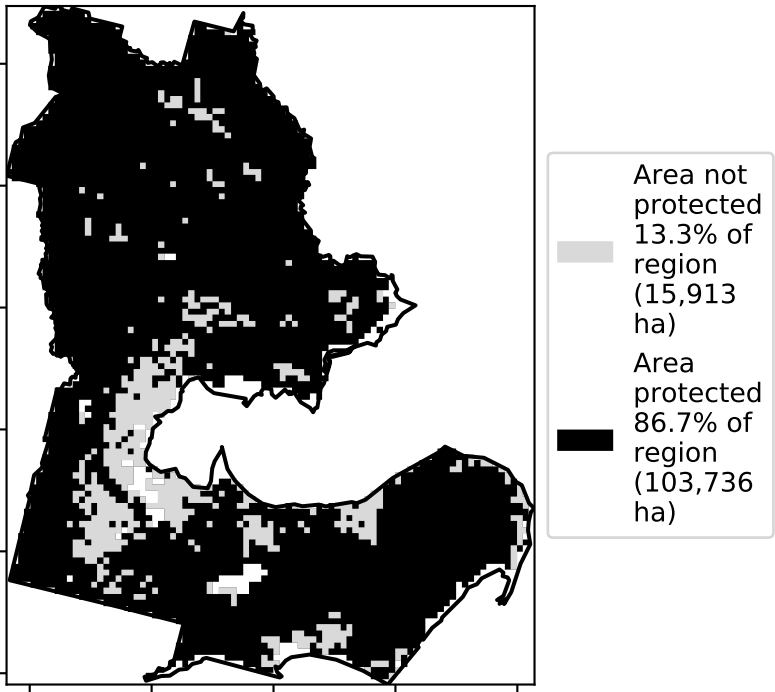 Area not
protected
13.3% of
region
(15,913
ha)
Area
protected
86.7% of
region
(103,736
ha)